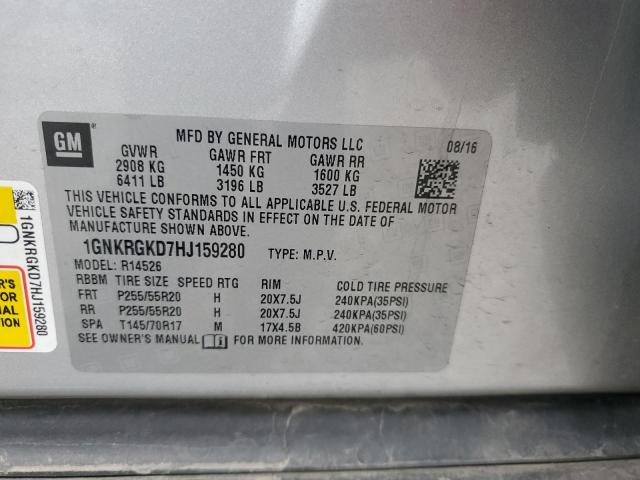 GM
®
MFD BY GENERAL MOTORS LLC
08/16
GVWR GAWR FRT GAWR RR
2908 KG 1450 KG 1600 KG
6411 LB 3196 LB 3527 LB
THIS VEHICLE CONFORMS TO ALL APPLICABLE U.S. FEDERAL MOTOR
VEHICLE SAFETY STANDARDS IN EFFECT ON THE DATE OF
MANUFACTURE SHOWN ABOVE.
1GNKRGKD7HJ159280 TYPE: M.P.V.
MODEL: R14526
RBBM TIRE SIZE SPEED RTG RIM COLD TIRE PRESSURE
FRT P255/55R20 H 20X7.5J 240KPA(35PSI)
RR P255/55R20 H 20X7.5J 240KPA(35PSI)
SPA T145/70R17 M 17X4.5B 420KPA(60PSI)
SEE OWNER'S MANUAL FOR MORE INFORMATION
1GNKRGKD7HJ159280